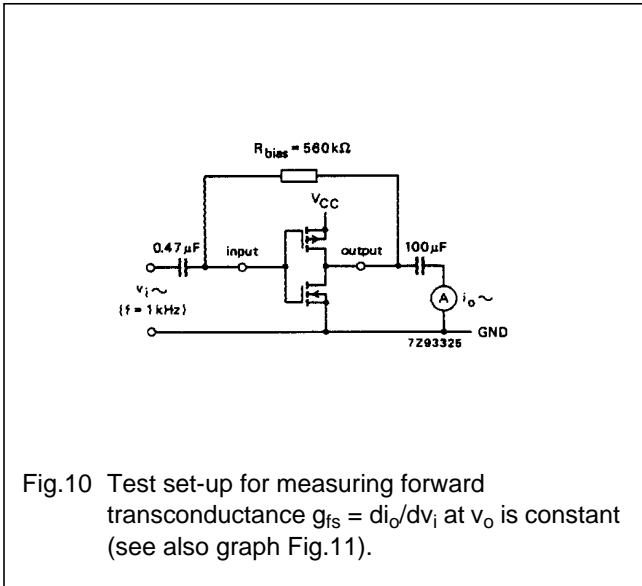 R_bias = 560 kΩ
V_CC
0.47 µF
input
output
100 µF
v_i ~
(f = 1 kHz)
A
i_o ~
GND
7Z93325
Fig.10 Test set-up for measuring forward
transconductance g_fs = di_o/dv_i at v_o is constant
(see also graph Fig.11).